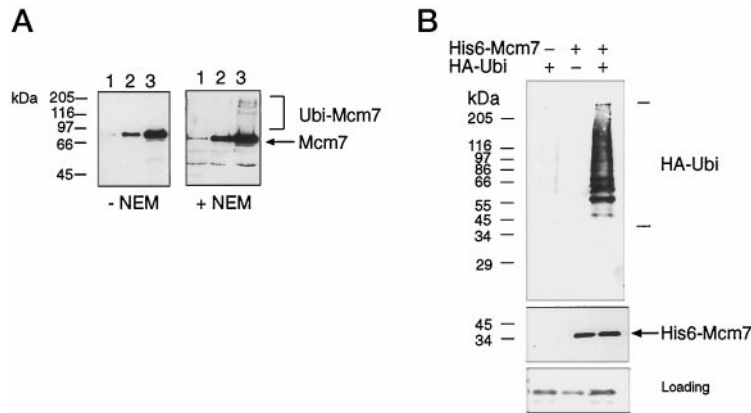 A
1 2 3
kDa
205
116
97
66
45
- NEM
1 2 3
+ NEM
Ubi-Mcm7
Mcm7
B
His6-Mcm7 – + +
HA-Ubi + – +
kDa
205
116
97
86
66
55
45
34
29
HA-Ubi
45
34
His6-Mcm7
Loading